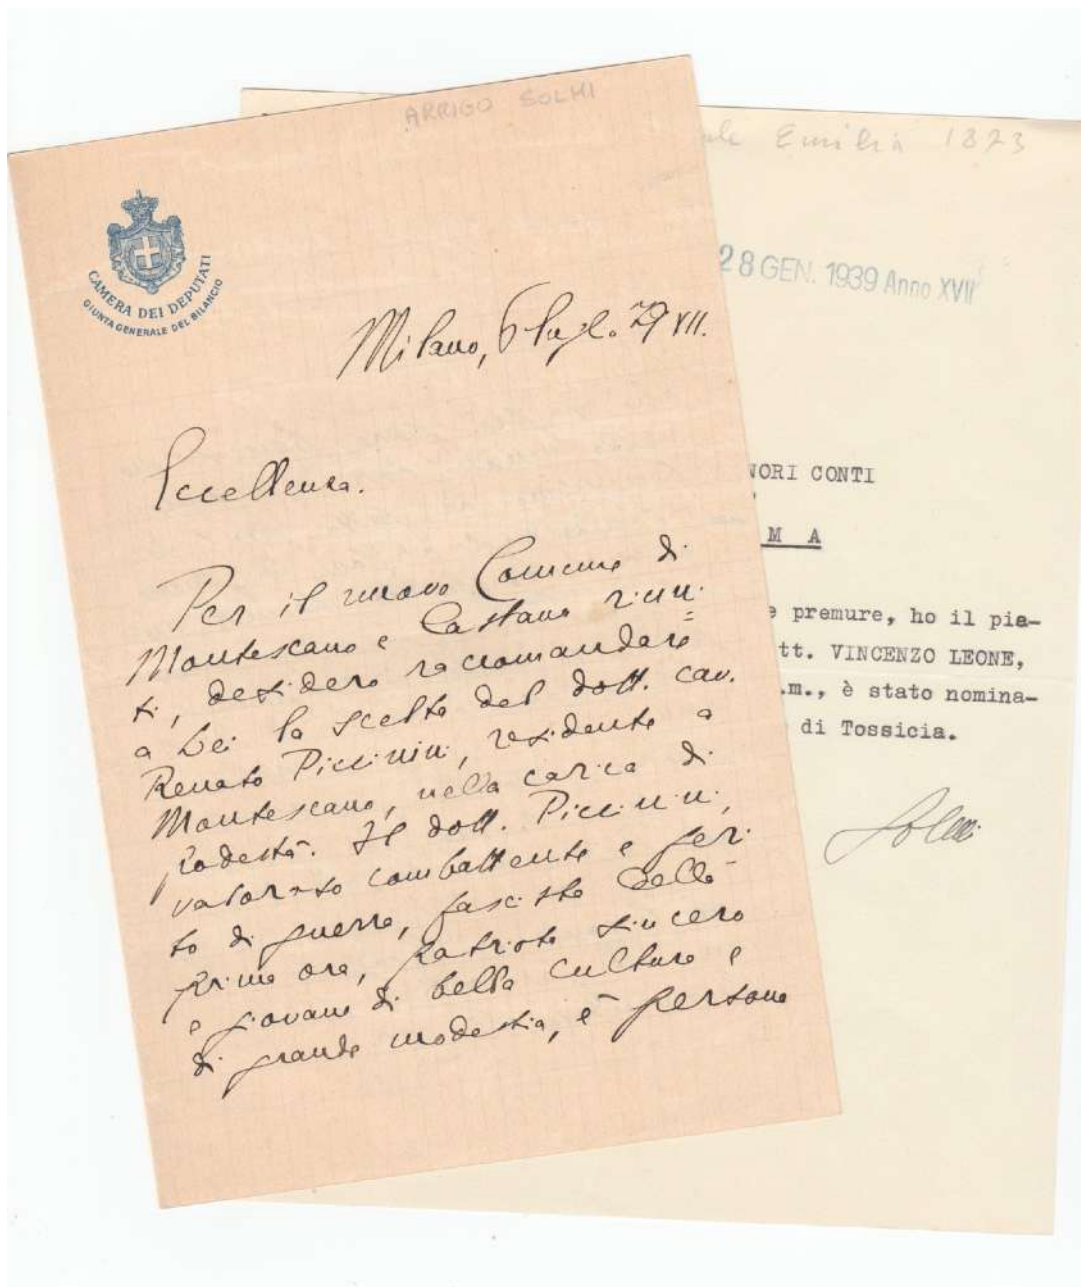 ARRIGO SOLMI
CAMERA DEI DEPUTATI
GIUNTA GENERALE DEL BILANCIO
Milano, 6 lugl. 29 VII.
Eccellenza.
Per il nuovo Comune di
Montescano e Castano riuni=
ti, desidero raccomandare
a Lei la scelta del dott. cav.
Renato Piccinini, residente a
Montescano, nella carica di
podestà. Il dott. Piccinini,
valoroso combattente e feri-
to di guerra, fascista della
prima ora, patriota sincero
e giovane di bella cultura e
di grande modestia, è persona
Emilia 1873
28 GEN. 1939 Anno XVII
NORI CONTI
M A
e premure, ho il pia-
tt. VINCENZO LEONE,
.m., è stato nomina-
di Tossicia.
Solmi